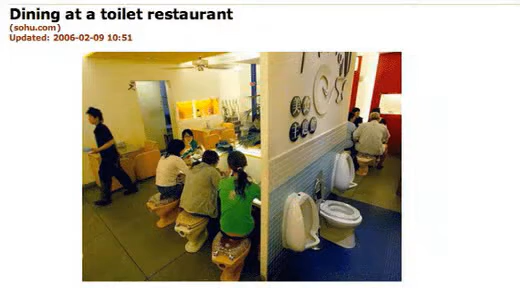 Dining at a toilet restaurant
(sohu.com)
Updated: 2006-02-09 10:51